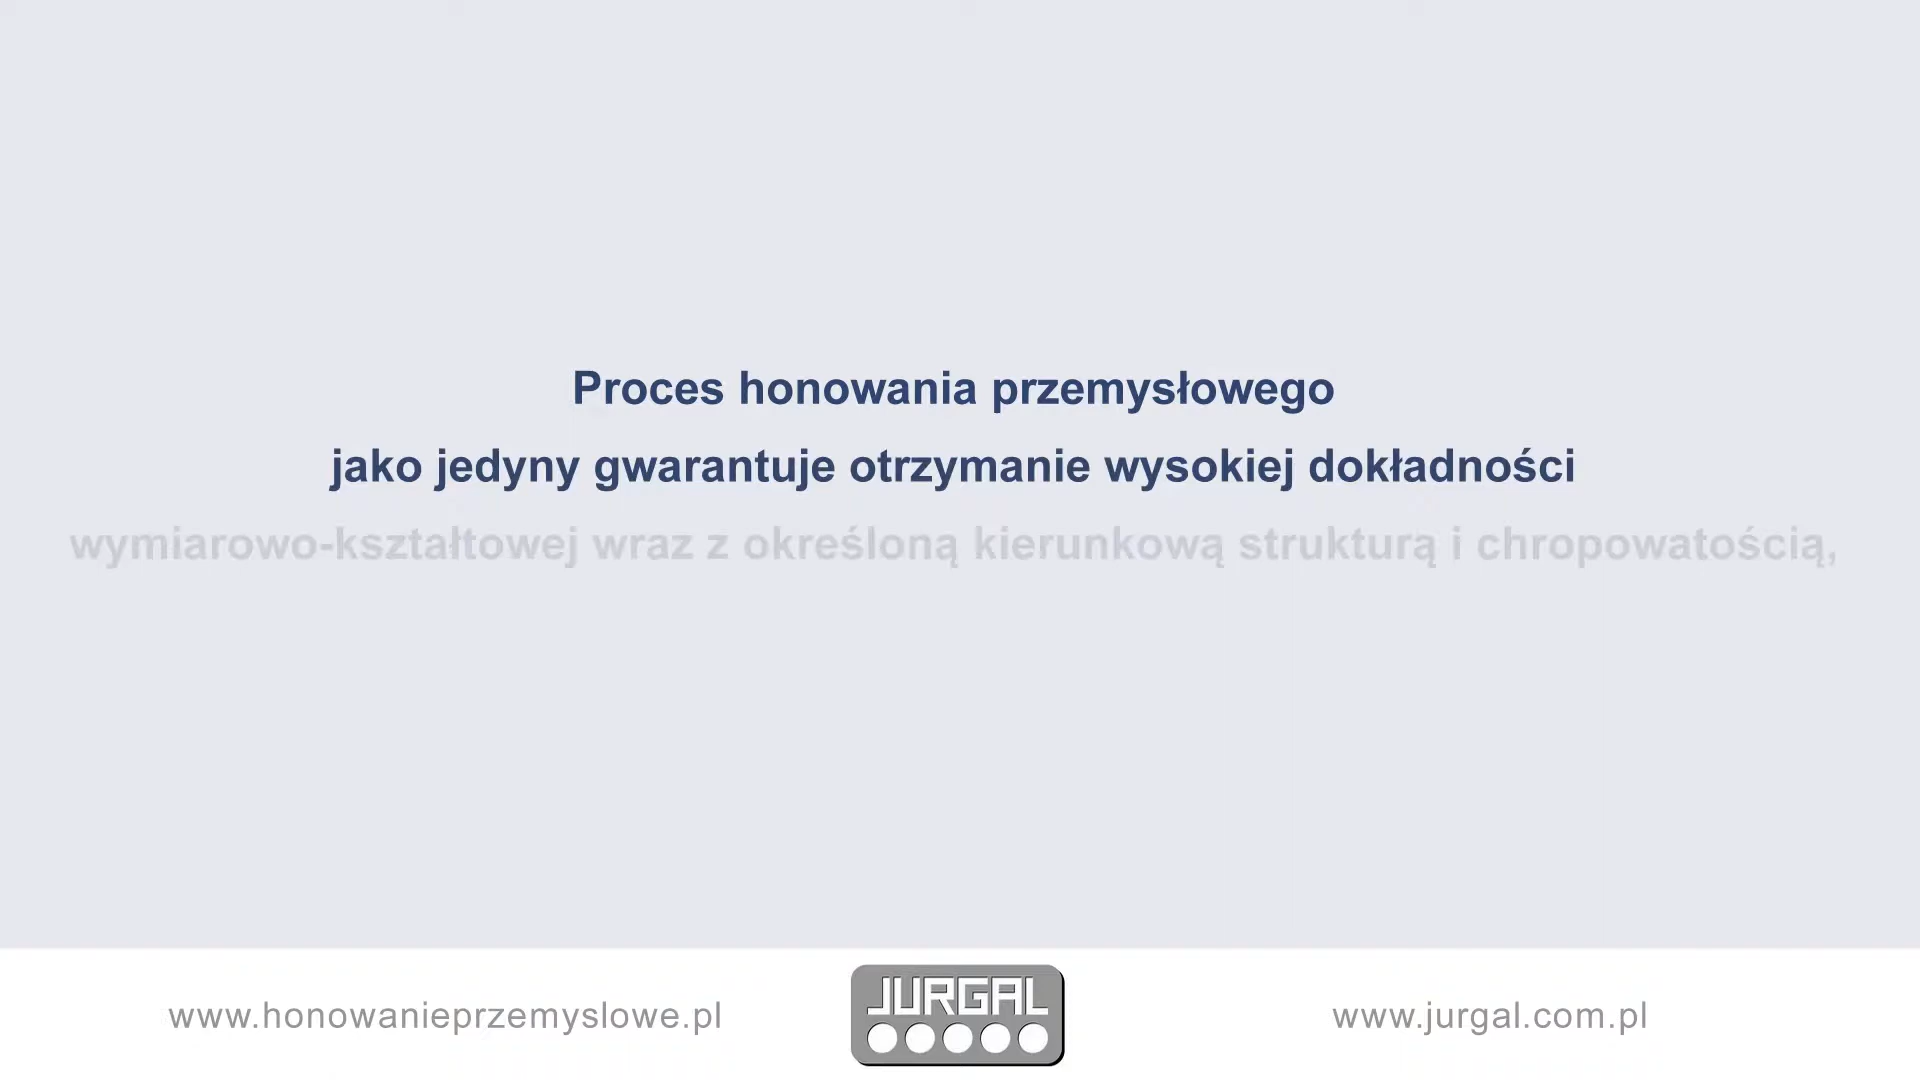 Proces honowania przemysłowego
jako jedyny gwarantuje otrzymanie wysokiej dokładności
wymiarowo-kształtowej wraz z określoną kierunkową strukturą i chropowatością,
www.honowanieprzemyslowe.pl
JURGAL
www.jurgal.com.pl